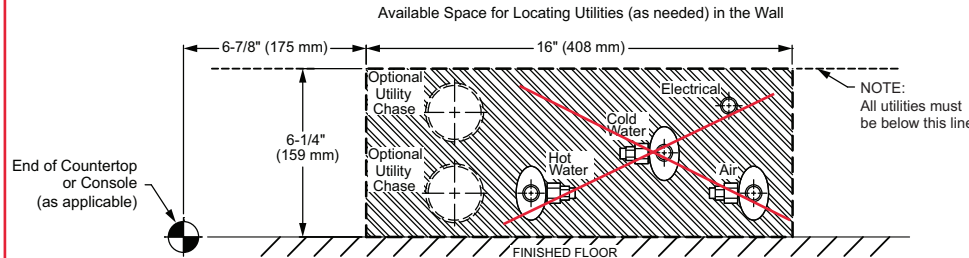 Available Space for Locating Utilities (as needed) in the Wall
6-7/8" (175 mm)
16" (408 mm)
Optional
Utility
Chase
Electrical
NOTE:
All utilities must
be below this line
6-1/4"
(159 mm)
Cold
Water
Optional
Utility
Chase
Hot
Water
Air
End of Countertop
or Console
(as applicable)
FINISHED FLOOR